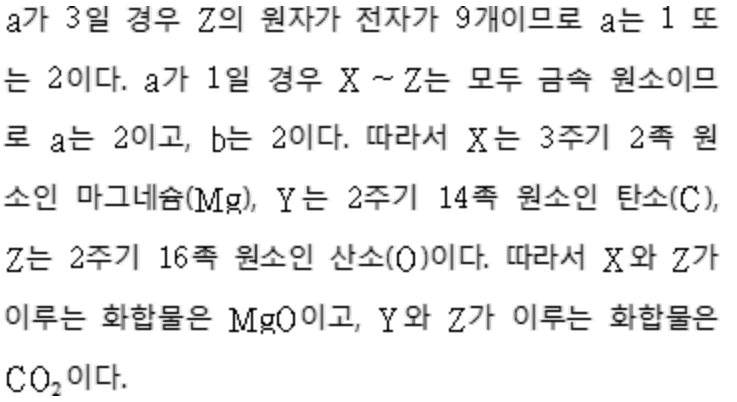 a가 3일 경우 Z의 원자가 전자가 9개이므로 a는 1 또
는 2이다. a가 1일 경우 X ~ Z는 모두 금속 원소이므
로 a는 2이고, b는 2이다. 따라서 X는 3주기 2족 원
소인 마그네슘(Mg), Y는 2주기 14족 원소인 탄소(C),
Z는 2주기 16족 원소인 산소(O)이다. 따라서 X와 Z가
이루는 화합물은 MgO이고, Y와 Z가 이루는 화합물은
CO₂이다.